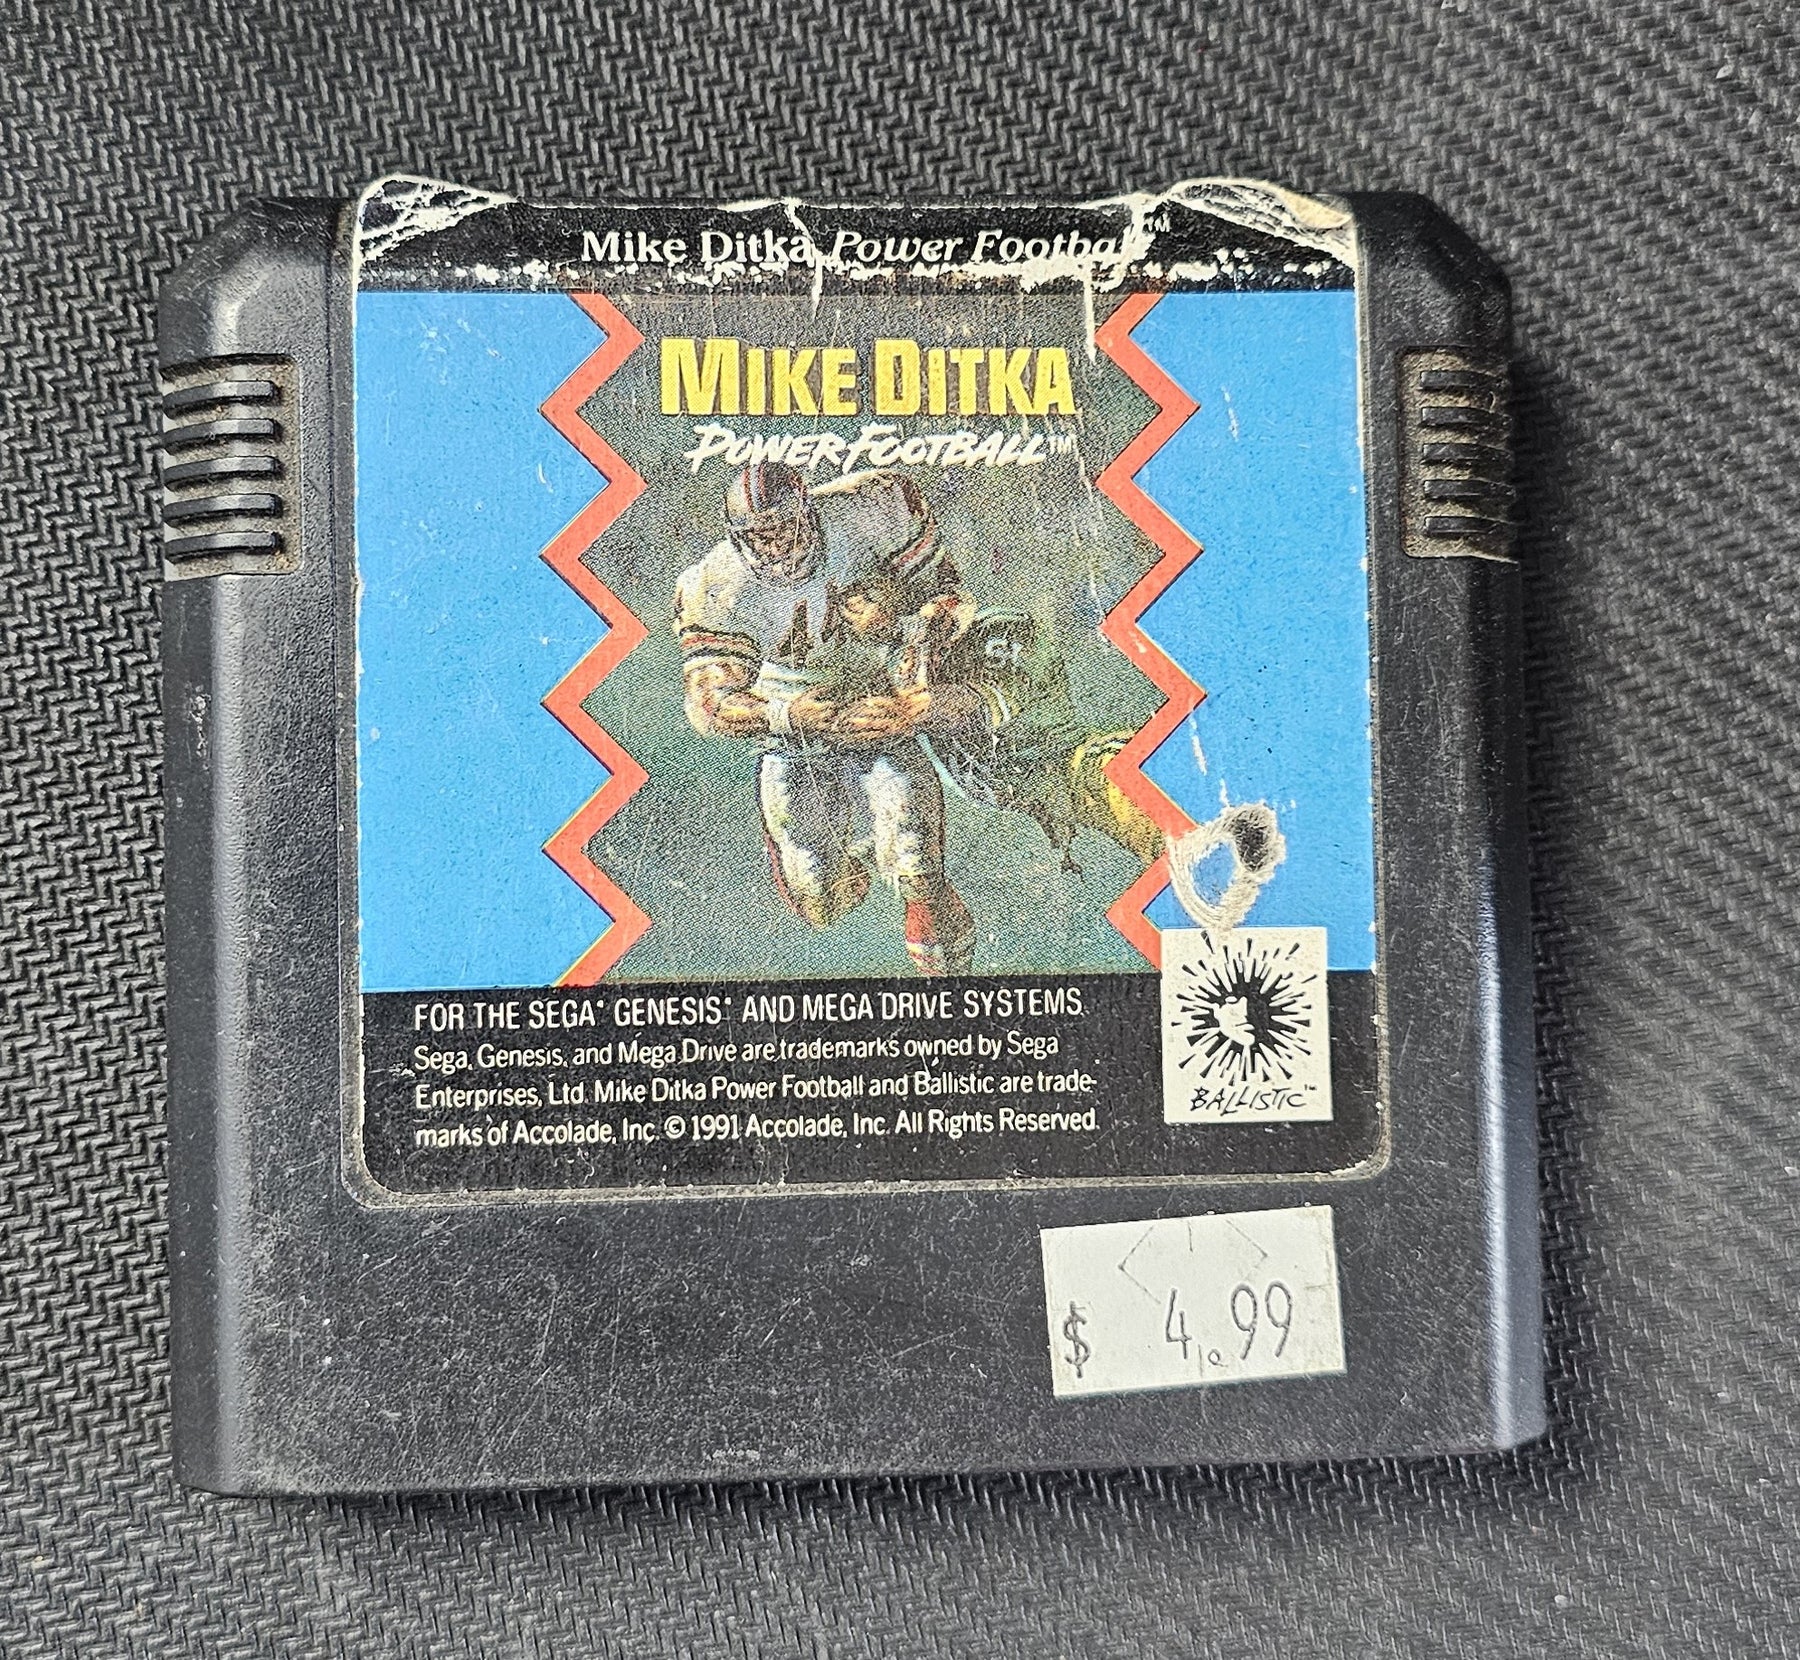 Mike Ditka Power Football™
MIKE DITKA
POWER FOOTBALL™
51
FOR THE SEGA® GENESIS® AND MEGA DRIVE SYSTEMS
Sega, Genesis, and Mega Drive are trademarks owned by Sega
Enterprises, Ltd. Mike Ditka Power Football and Ballistic are trade-
marks of Accolade, Inc. © 1991 Accolade, Inc. All Rights Reserved.
BALLISTIC™
$ 4.99